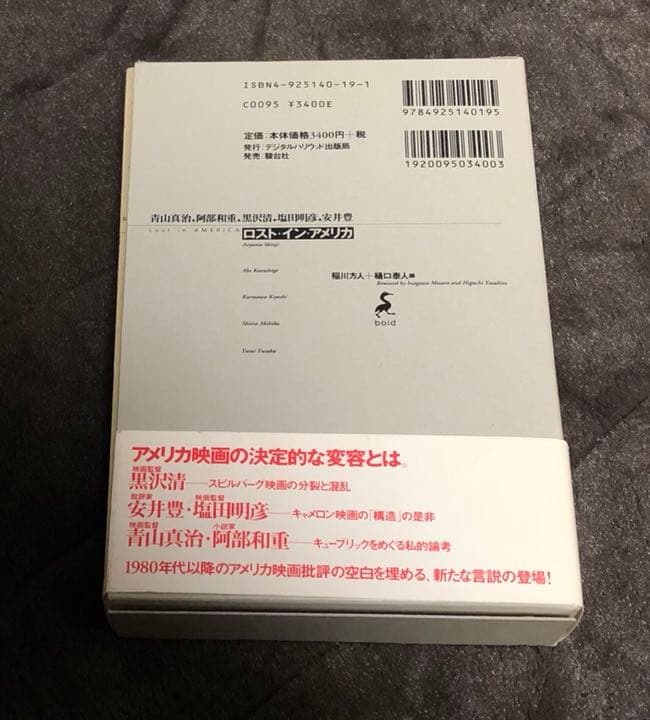 ISBN4-925140-19-1
C0095 ¥3400E
9784925140195
定価：本体価格3400円＋税
発行：デジタルハリウッド出版局
発売：駿台社
1920095034003
青山真治＊阿部和重＊黒沢清＊塩田明彦＊安井豊
Lost in AMERICA ロスト・イン・アメリカ
Aoyama Shinji
Abe Kazushige
Kurosawa Kiyoshi
Shiota Akihiko
Yasui Yutaka
稲川方人＋樋口泰人編
Remixed by Inagawa Masato and Higuchi Yasuhito
boid
アメリカ映画の決定的な変容とは。
映画監督
黒沢清——スピルバーグ映画の分裂と混乱
批評家 映画監督
安井豊・塩田明彦——キャメロン映画の「構造」の是非
映画監督 小説家
青山真治・阿部和重——キューブリックをめぐる私的論考
1980年代以降のアメリカ映画批評の空白を埋める、新たな言説の登場！